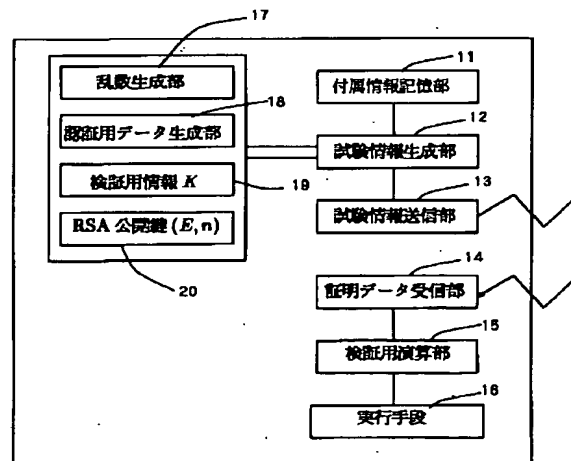 17
乱数生成部
18
認証用データ生成部
検証用情報 K
19
RSA 公開鍵 (E, n)
20
11
付属情報記憶部
12
試験情報生成部
13
試験情報送信部
14
証明データ受信部
15
検証用演算部
16
実行手段